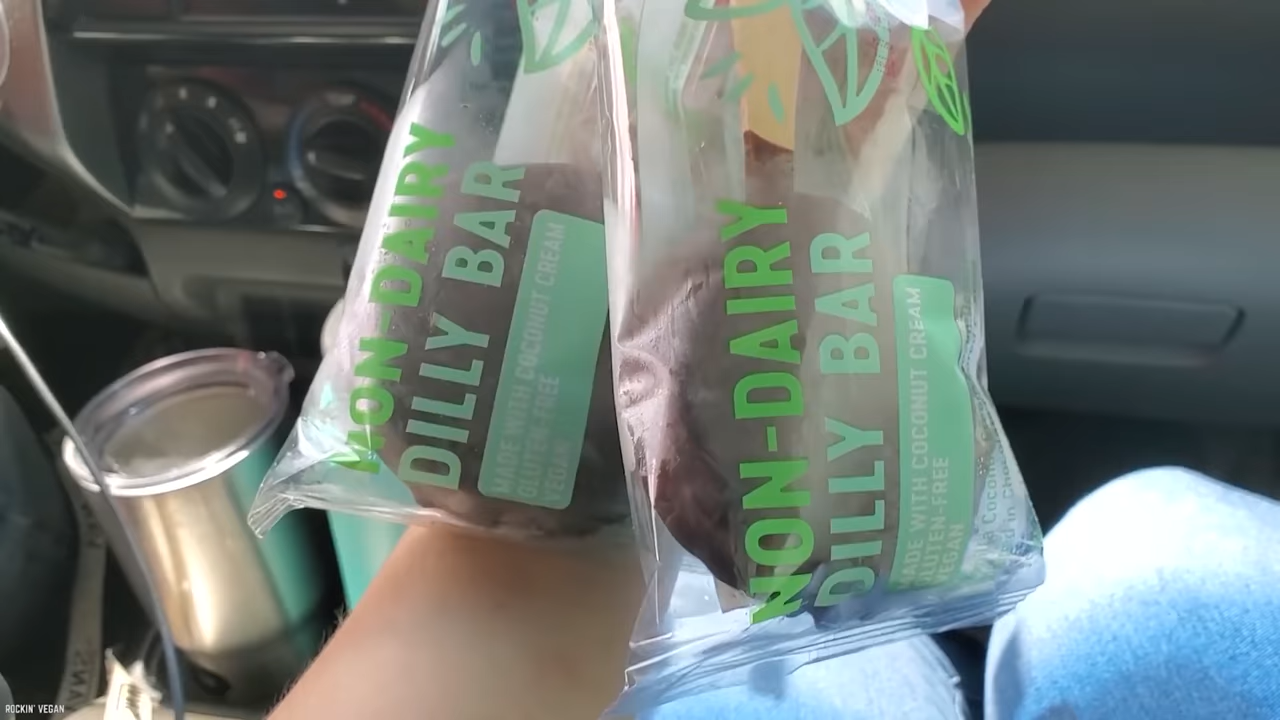 NON-DAIRY
DILLY BAR
MADE WITH COCONUT CREAM
GLUTEN-FREE
VEGAN
NON-DAIRY
DILLY BAR
MADE WITH COCONUT CREAM
GLUTEN-FREE
VEGAN
ROCKIN' VEGAN